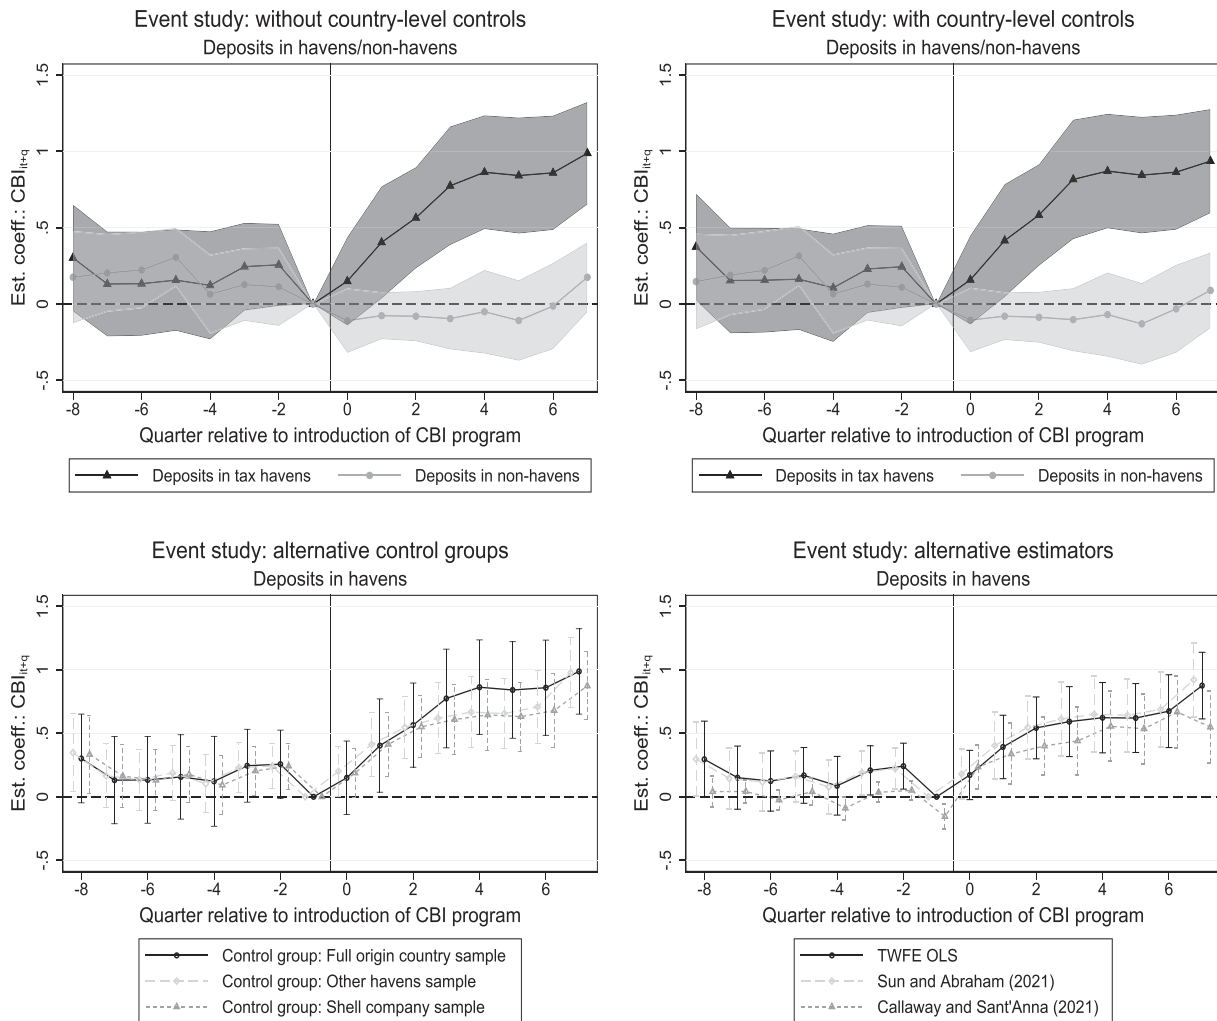 Event study: without country-level controls
Deposits in havens/non-havens
Est. coeff.: CBIit+q
1.5
1
.5
0
-.5
-8 -6 -4 -2 0 2 4 6
Quarter relative to introduction of CBI program
Deposits in tax havens Deposits in non-havens
Event study: with country-level controls
Deposits in havens/non-havens
Est. coeff.: CBIit+q
1.5
1
.5
0
-.5
-8 -6 -4 -2 0 2 4 6
Quarter relative to introduction of CBI program
Deposits in tax havens Deposits in non-havens
Event study: alternative control groups
Deposits in havens
Est. coeff.: CBIit+q
1.5
1
.5
0
-.5
-8 -6 -4 -2 0 2 4 6
Quarter relative to introduction of CBI program
Control group: Full origin country sample
Control group: Other havens sample
Control group: Shell company sample
Event study: alternative estimators
Deposits in havens
Est. coeff.: CBIit+q
1.5
1
.5
0
-.5
-8 -6 -4 -2 0 2 4 6
Quarter relative to introduction of CBI program
TWFE OLS
Sun and Abraham (2021)
Callaway and Sant'Anna (2021)